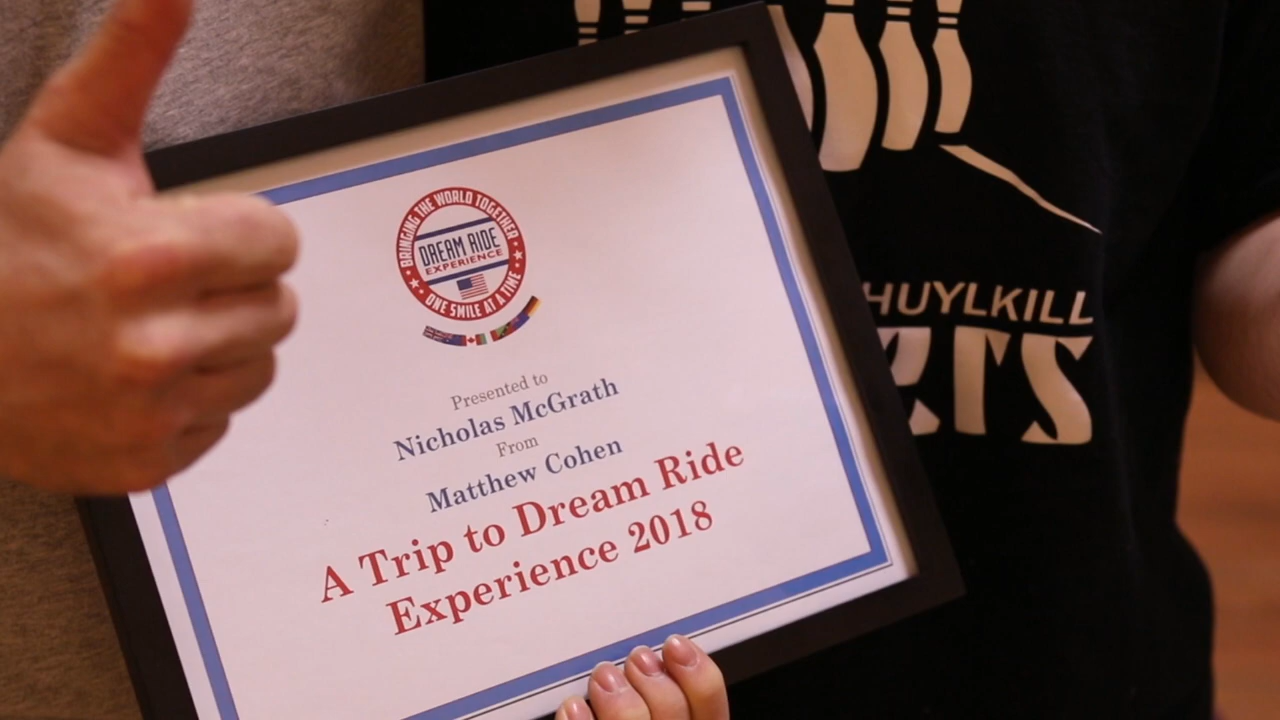 BRINGING THE WORLD TOGETHER
DREAM RIDE
EXPERIENCE
ONE SMILE AT A TIME
Presented to
Nicholas McGrath
From
Matthew Cohen
A Trip to Dream Ride
Experience 2018
HUYLKILL
ers